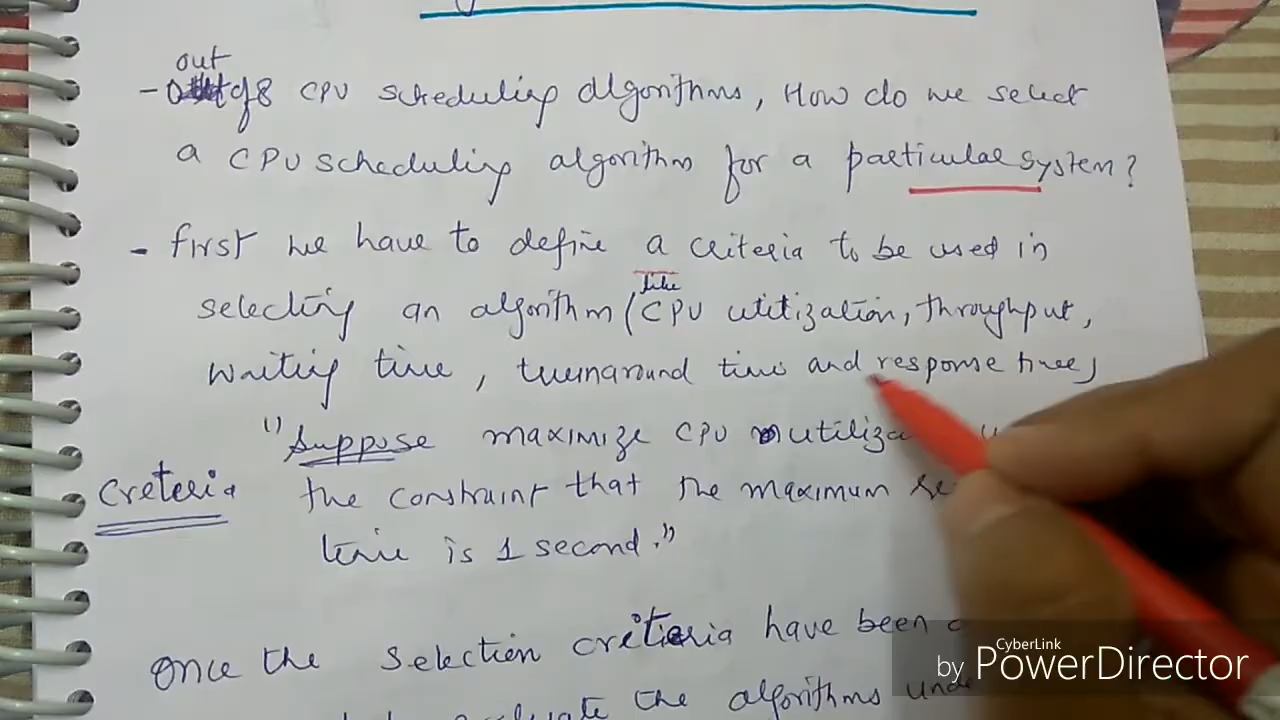 out
- of 8 CPU scheduling algorithms, How do we select
a CPU scheduling algorithm for a particular system?
- first we have to define a criteria to be used in
like
selecting an algorithm (CPU utilization, throughput,
waiting time, turnaround time and response time)
"Suppose maximize CPU utiliza
Creteria the constraint that the maximum
time is 1 second."
Once the selection criteria have been
the algorithms
CyberLink
by PowerDirector